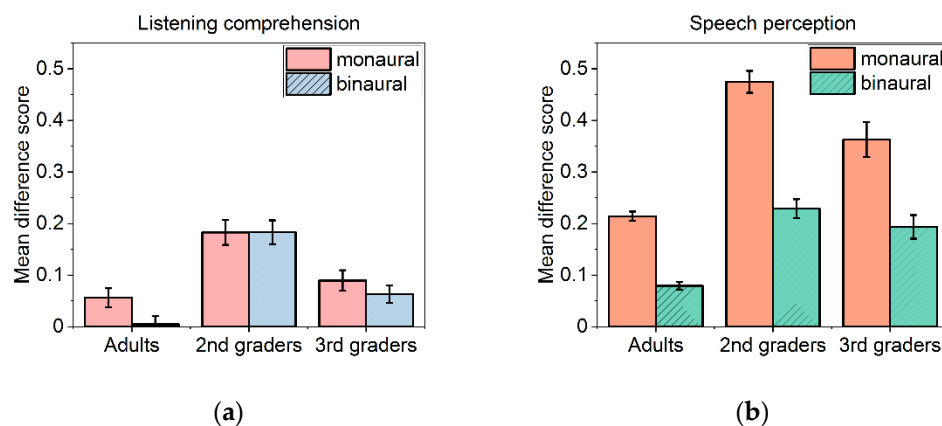 Listening comprehension
Mean difference score
0.5
0.4
0.3
0.2
0.1
0
monaural
binaural
Adults
2nd graders
3rd graders
(a)
Speech perception
Mean difference score
0.5
0.4
0.3
0.2
0.1
0
monaural
binaural
Adults
2nd graders
3rd graders
(b)